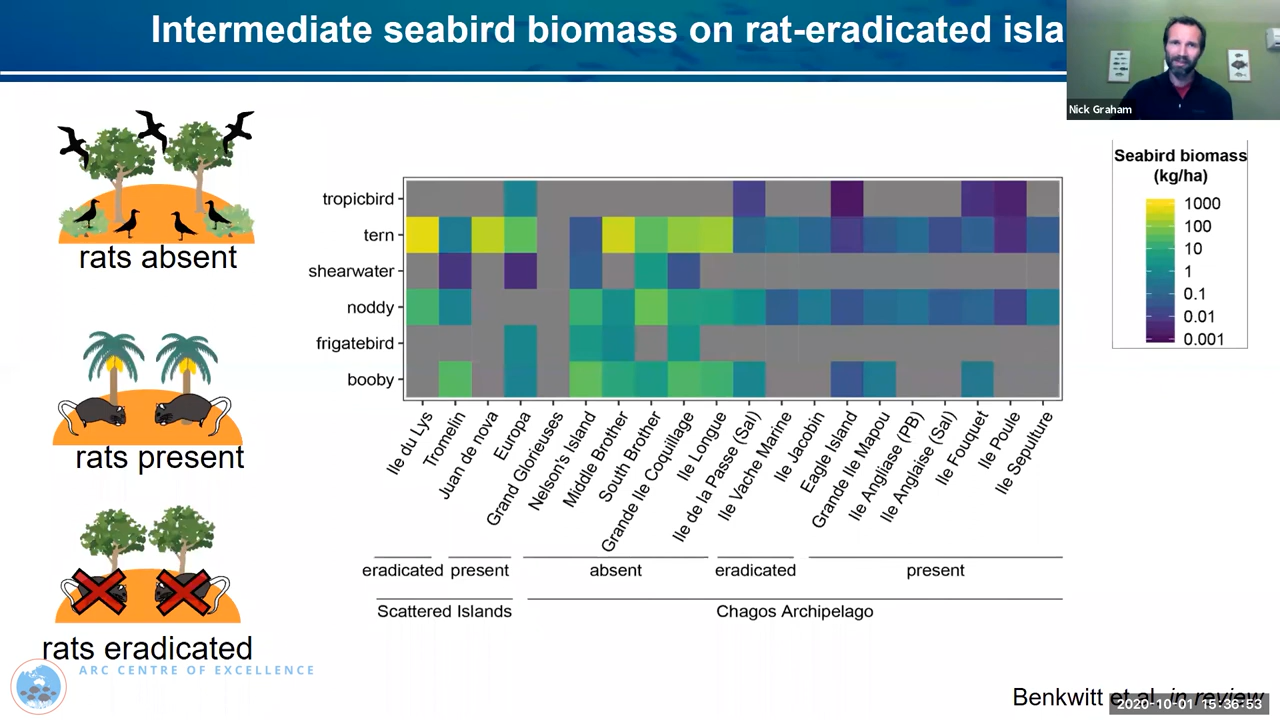 Intermediate seabird biomass on rat-eradicated isla
Nick Graham
rats absent
rats present
rats eradicated
tropicbird
tern
shearwater
noddy
frigatebird
booby
Ile du Lys
Tromelin
Juan de nova
Europa
Grand Glorieuses
Nelson's Island
Middle Brother
South Brother
Grande Ile Coquillage
Ile Longue
Ile de la Passe (Sal)
Ile Vache Marine
Ile Jacobin
Eagle Island
Grande Ile Mapou
Ile Angliase (PB)
Ile Anglaise (Sal)
Ile Fouquet
Ile Poule
Ile Sepulture
eradicated present absent eradicated present
Scattered Islands Chagos Archipelago
Seabird biomass
(kg/ha)
1000
100
10
1
0.1
0.01
0.001
ARC CENTRE OF EXCELLENCE
Benkwitt et al. in review
2020-10-01 15:36:53